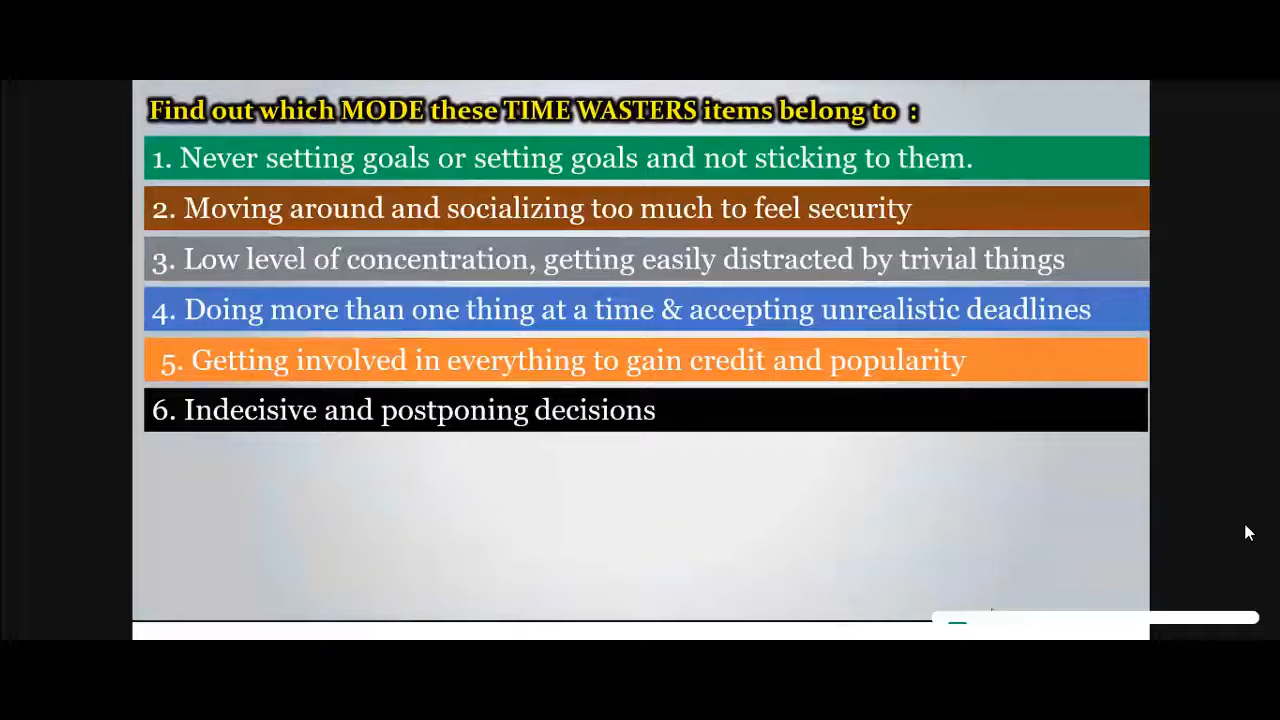 Find out which MODE these TIME WASTERS items belong to :
1. Never setting goals or setting goals and not sticking to them.
2. Moving around and socializing too much to feel security
3. Low level of concentration, getting easily distracted by trivial things
4. Doing more than one thing at a time & accepting unrealistic deadlines
5. Getting involved in everything to gain credit and popularity
6. Indecisive and postponing decisions